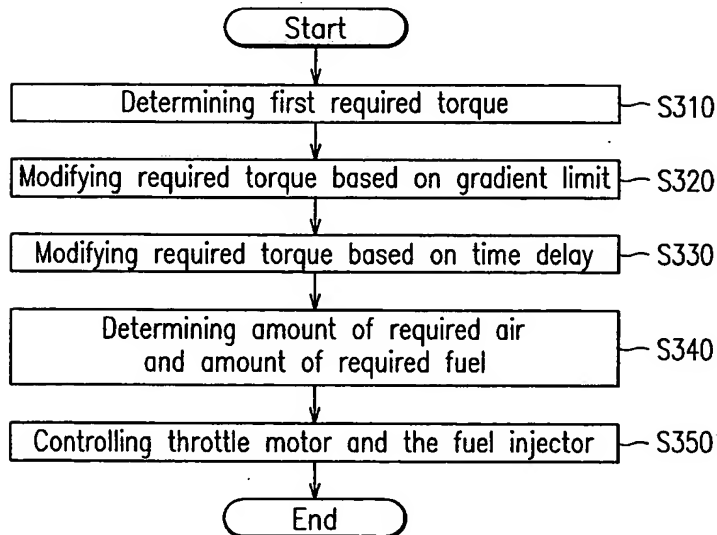 Start
Determining first required torque
S310
Modifying required torque based on gradient limit
S320
Modifying required torque based on time delay
S330
Determining amount of required air
and amount of required fuel
S340
Controlling throttle motor and the fuel injector
S350
End